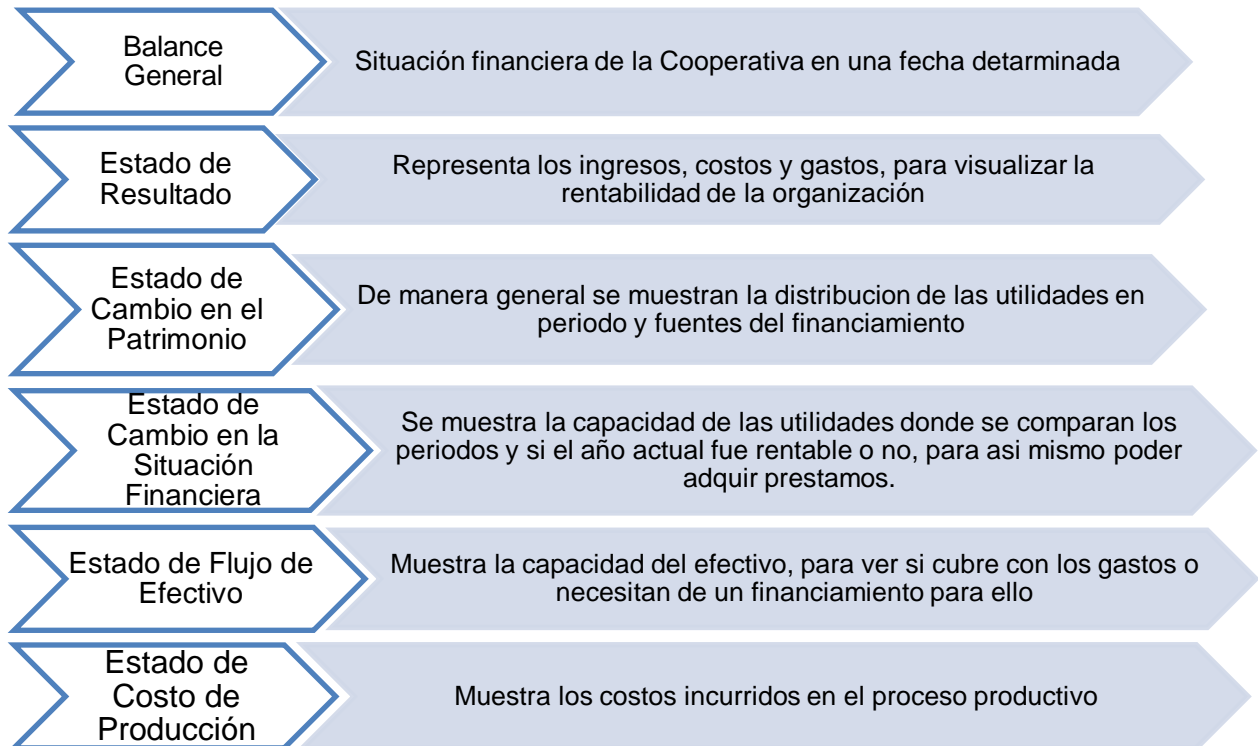 Balance
General
Situación financiera de la Cooperativa en una fecha detarminada
Estado de
Resultado
Representa los ingresos, costos y gastos, para visualizar la
rentabilidad de la organización
Estado de
Cambio en el
Patrimonio
De manera general se muestran la distribucion de las utilidades en
periodo y fuentes del financiamiento
Estado de
Cambio en la
Situación
Financiera
Se muestra la capacidad de las utilidades donde se comparan los
periodos y si el año actual fue rentable o no, para asi mismo poder
adquir prestamos.
Estado de Flujo de
Efectivo
Muestra la capacidad del efectivo, para ver si cubre con los gastos o
necesitan de un financiamiento para ello
Estado de
Costo de
Producción
Muestra los costos incurridos en el proceso productivo